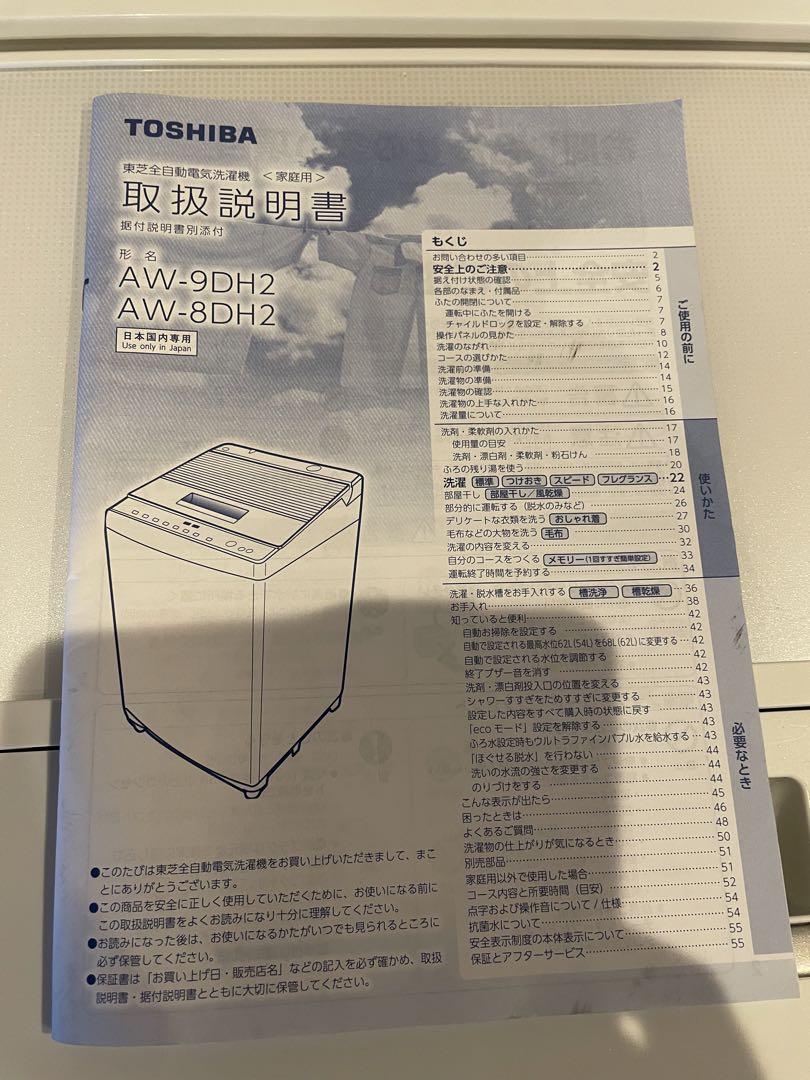 TOSHIBA
東芝全自動電気洗濯機 <家庭用>
取扱説明書
据付説明書別添付
形名
AW-9DH2
AW-8DH2
日本国内専用
Use only in Japan
もくじ
お問い合わせの多い項目 2
安全上のご注意 2
据え付け状態の確認 5
各部のなまえ・付属品 6
ふたの開閉について 7
運転中にふたを開ける 7
チャイルドロックを設定・解除する 7
操作パネルの見かた 8
洗濯のながれ 10
コースの選びかた 12
洗濯前の準備 14
洗濯物の準備 14
洗濯物の確認 15
洗濯物の上手な入れかた 16
洗濯量について 16
ご使用の前に
洗剤・柔軟剤の入れかた 17
使用量の目安 17
洗剤・漂白剤・柔軟剤・粉石けん 18
ふろの残り湯を使う 20
洗濯 標準 つけおき スピード フレグランス 22
部屋干し 部屋干し/風乾燥 24
部分的に運転する(脱水のみなど) 26
デリケートな衣類を洗う おしゃれ着 27
毛布などの大物を洗う 毛布 30
洗濯の内容を変える 32
自分のコースをつくる メモリー(1回すすぎ簡単設定) 33
運転終了時間を予約する 34
使いかた
洗濯・脱水槽をお手入れする 槽洗浄 槽乾燥 36
お手入れ 38
知っていると便利 42
自動お掃除を設定する 42
自動で設定される最高水位62L(54L)を68L(62L)に変更する 42
自動で設定される水位を調節する 42
終了ブザー音を消す 42
洗剤・漂白剤投入口の位置を変える 43
シャワーすすぎをためすすぎに変更する 43
設定した内容をすべて購入時の状態に戻す 43
「eco モード」設定を解除する 43
ふろ水設定時もウルトラファインバブル水を給水する 43
「ほぐせる脱水」を行わない 44
洗いの水流の強さを変更する 44
のりづけをする 44
こんな表示が出たら 45
困ったときは 46
よくあるご質問 48
洗濯物の仕上がりが気になるとき 50
別売部品 51
家庭用以外で使用した場合 51
コース内容と所要時間(目安) 52
点字および操作音について/仕様 54
抗菌水について 54
安全表示制度の本体表示について 55
保証とアフターサービス 55
必要なとき
●このたびは東芝全自動電気洗濯機をお買い上げいただきまして、まこ
とにありがとうございます。
●この商品を安全に正しく使用していただくために、お使いになる前に
この取扱説明書をよくお読みになり十分に理解してください。
●お読みになった後は、お使いになるかたがいつでも見られるところに
必ず保管してください。
●保証書は「お買い上げ日・販売店名」などの記入を必ず確かめ、取扱
説明書・据付説明書とともに大切に保管してください。